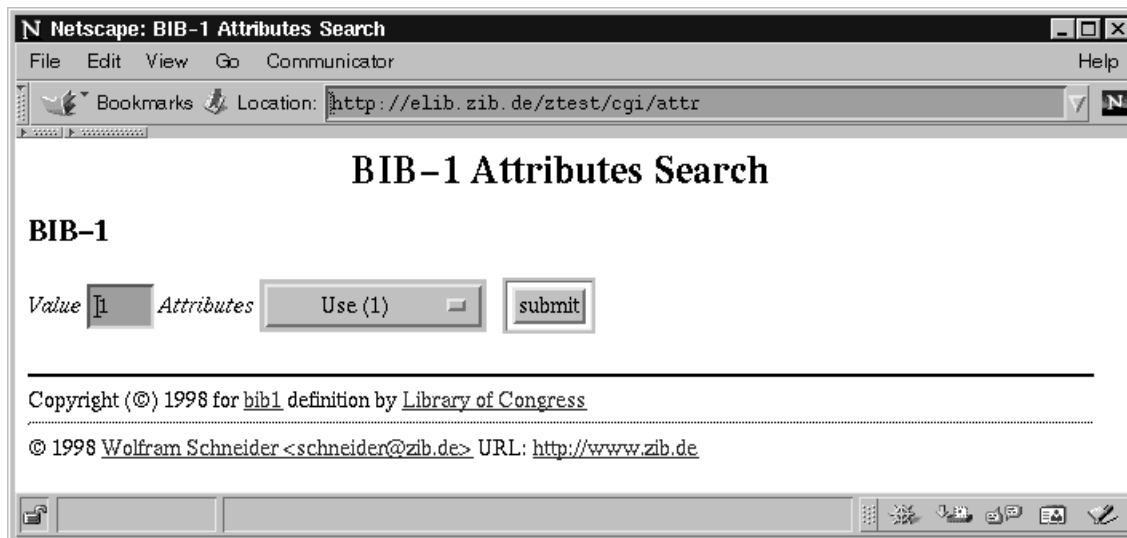 N Netscape: BIB-1 Attributes Search
File Edit View Go Communicator Help
Bookmarks Location: http://elib.zib.de/ztest/cgi/attr N
BIB-1 Attributes Search
BIB-1
Value 1 Attributes Use (1) submit
Copyright (©) 1998 for bib1 definition by Library of Congress
© 1998 Wolfram Schneider <schneider@zib.de> URL: http://www.zib.de